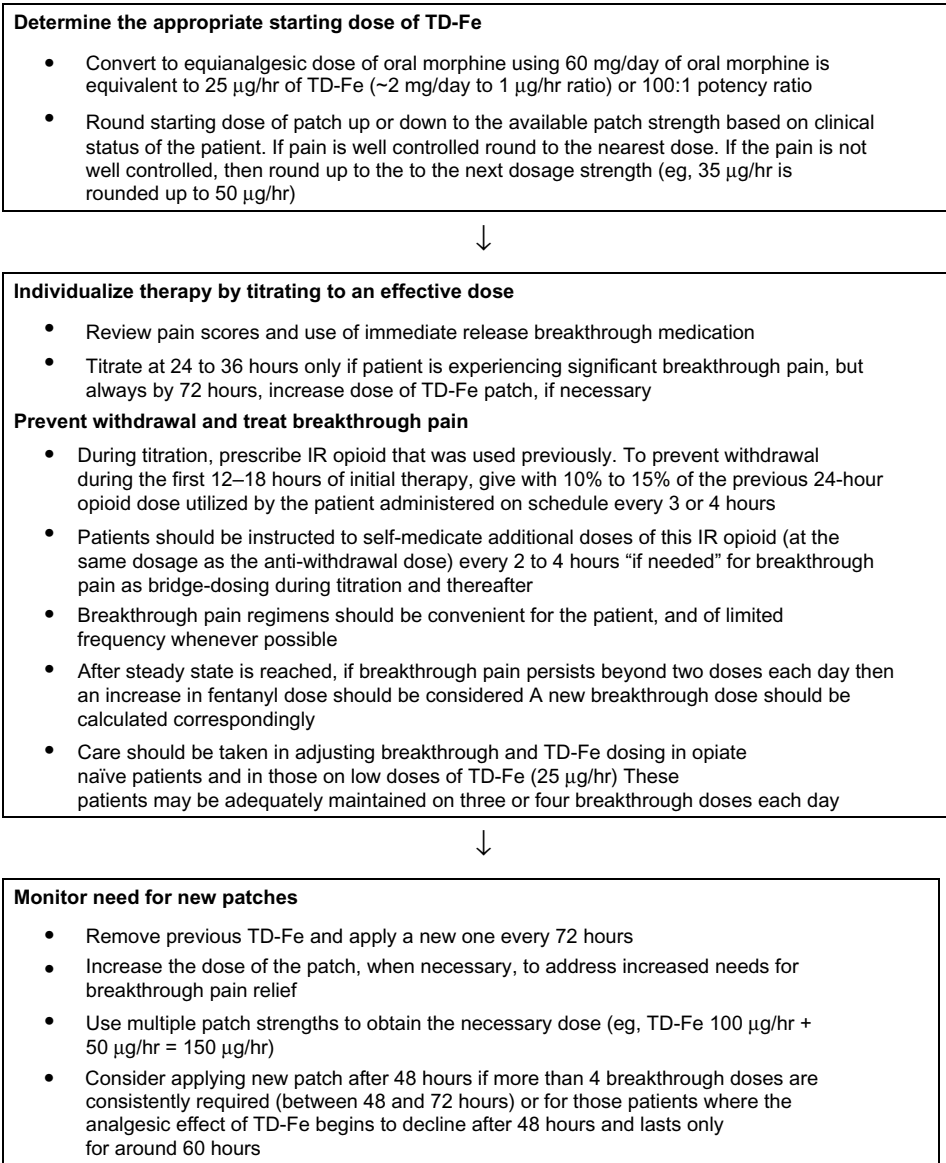 Determine the appropriate starting dose of TD-Fe
• Convert to equianalgesic dose of oral morphine using 60 mg/day of oral morphine is
equivalent to 25 µg/hr of TD-Fe (~2 mg/day to 1 µg/hr ratio) or 100:1 potency ratio
• Round starting dose of patch up or down to the available patch strength based on clinical
status of the patient. If pain is well controlled round to the nearest dose. If the pain is not
well controlled, then round up to the to the next dosage strength (eg, 35 µg/hr is
rounded up to 50 µg/hr)
↓
Individualize therapy by titrating to an effective dose
• Review pain scores and use of immediate release breakthrough medication
• Titrate at 24 to 36 hours only if patient is experiencing significant breakthrough pain, but
always by 72 hours, increase dose of TD-Fe patch, if necessary
Prevent withdrawal and treat breakthrough pain
• During titration, prescribe IR opioid that was used previously. To prevent withdrawal
during the first 12–18 hours of initial therapy, give with 10% to 15% of the previous 24-hour
opioid dose utilized by the patient administered on schedule every 3 or 4 hours
• Patients should be instructed to self-medicate additional doses of this IR opioid (at the
same dosage as the anti-withdrawal dose) every 2 to 4 hours “if needed” for breakthrough
pain as bridge-dosing during titration and thereafter
• Breakthrough pain regimens should be convenient for the patient, and of limited
frequency whenever possible
• After steady state is reached, if breakthrough pain persists beyond two doses each day then
an increase in fentanyl dose should be considered A new breakthrough dose should be
calculated correspondingly
• Care should be taken in adjusting breakthrough and TD-Fe dosing in opiate
naïve patients and in those on low doses of TD-Fe (25 µg/hr) These
patients may be adequately maintained on three or four breakthrough doses each day
↓
Monitor need for new patches
• Remove previous TD-Fe and apply a new one every 72 hours
• Increase the dose of the patch, when necessary, to address increased needs for
breakthrough pain relief
• Use multiple patch strengths to obtain the necessary dose (eg, TD-Fe 100 µg/hr +
50 µg/hr = 150 µg/hr)
• Consider applying new patch after 48 hours if more than 4 breakthrough doses are
consistently required (between 48 and 72 hours) or for those patients where the
analgesic effect of TD-Fe begins to decline after 48 hours and lasts only
for around 60 hours